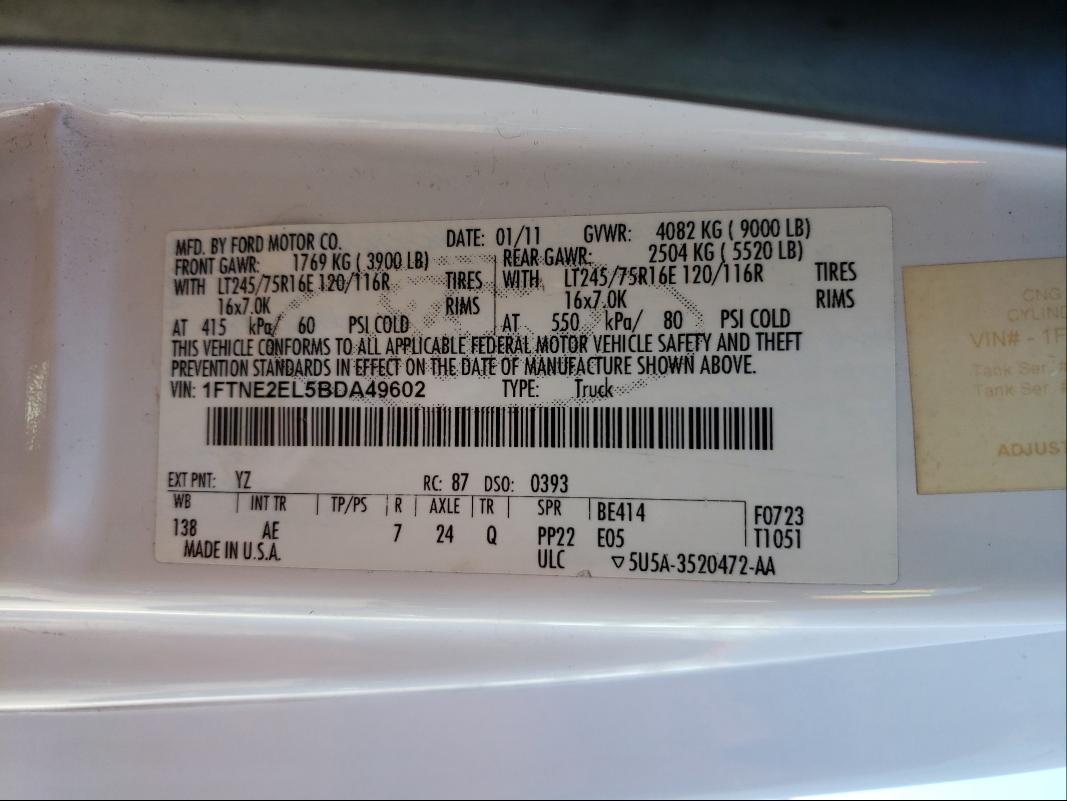 MFD. BY FORD MOTOR CO. DATE: 01/11 GVWR: 4082 KG ( 9000 LB)
FRONT GAWR: 1769 KG ( 3900 LB) REAR GAWR: 2504 KG ( 5520 LB)
WITH LT245/75R16E 120/116R TIRES WITH LT245/75R16E 120/116R TIRES
16x7.0K RIMS 16x7.0K RIMS
AT 415 kPa/ 60 PSI COLD AT 550 kPa/ 80 PSI COLD
THIS VEHICLE CONFORMS TO ALL APPLICABLE FEDERAL MOTOR VEHICLE SAFETY AND THEFT
PREVENTION STANDARDS IN EFFECT ON THE DATE OF MANUFACTURE SHOWN ABOVE.
VIN: 1FTNE2EL5BDA49602 TYPE: Truck
EXT PNT: YZ RC: 87 DSO: 0393
WB INT TR TP/PS R AXLE TR SPR BE414 F0723
138 AE 7 24 Q PP22 E05 T1051
MADE IN U.S.A. ULC ▽5U5A-3520472-AA
CNG
VIN# - 1F
Tank Ser.
Tank Ser.